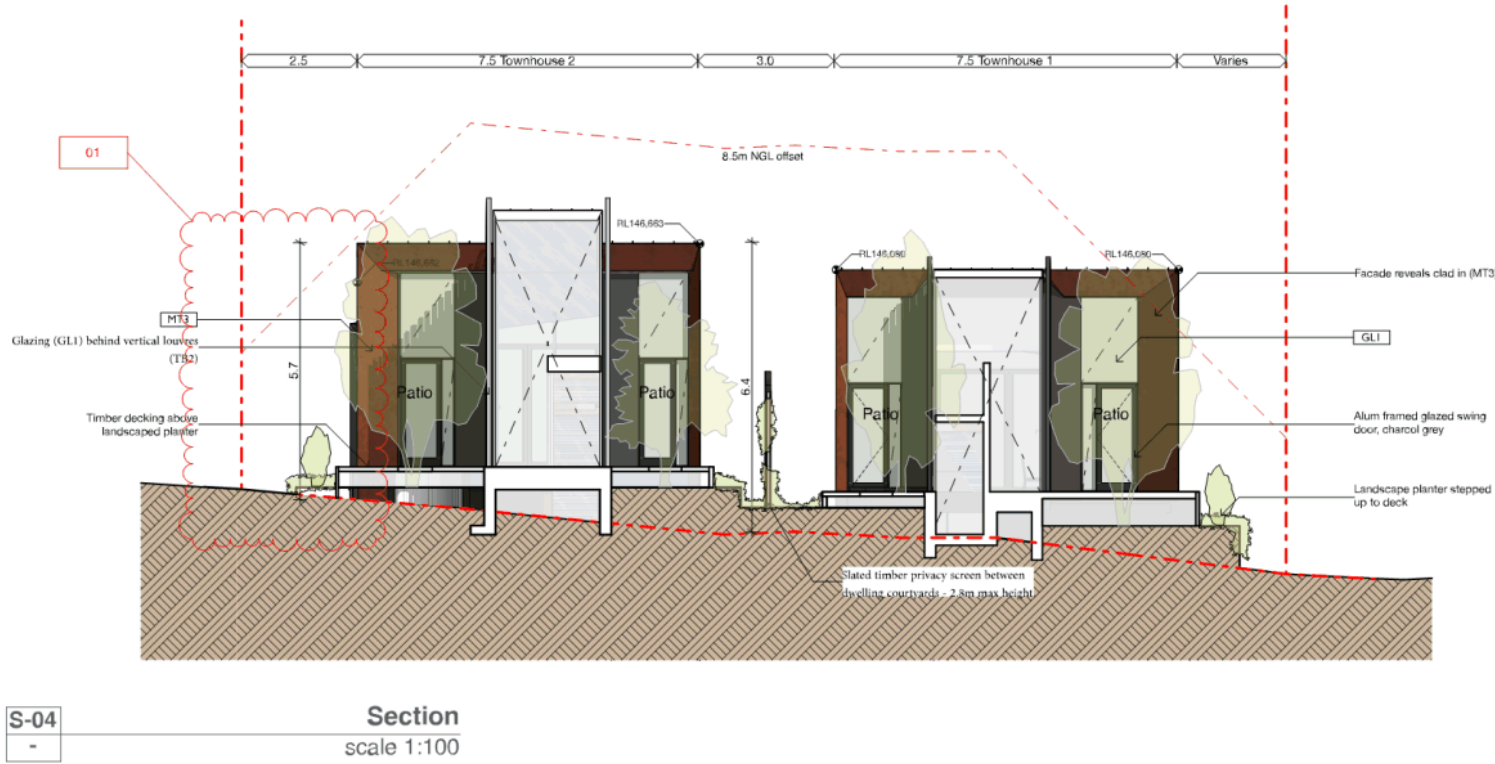 2.5
7.5 Townhouse 2
3.0
7.5 Townhouse 1
Varies
01
8.5m NGL offset
RL146,663
RL146,662
RL146,080
RL146,080
Facade reveals clad in (MT3
MT3
Glazing (GL1) behind vertical louvres
(TB2)
GL1
5.7
6.4
Patio
Patio
Patio
Patio
Timber decking above
landscaped planter
Alum framed glazed swing
door, charcol grey
Landscape planter stepped
up to deck
Slated timber privacy screen between
dwelling courtyards - 2.8m max height
S-04
-
Section
scale 1:100